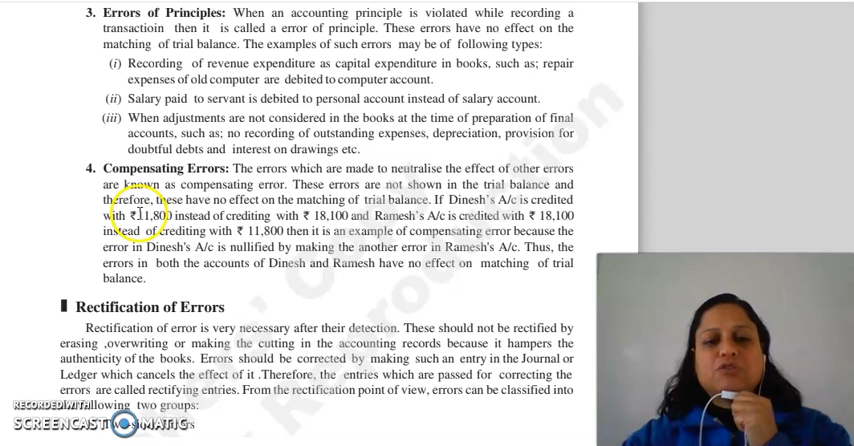 3. Errors of Principles: When an accounting principle is violated while recording a
transactioin then it is called a error of principle. These errors have no effect on the
matching of trial balance. The examples of such errors may be of following types:
(i) Recording of revenue expenditure as capital expenditure in books, such as; repair
expenses of old computer are debited to computer account.
(ii) Salary paid to servant is debited to personal account instead of salary account.
(iii) When adjustments are not considered in the books at the time of preparation of final
accounts, such as; no recording of outstanding expenses, depreciation, provision for
doubtful debts and interest on drawings etc.
4. Compensating Errors: The errors which are made to neutralise the effect of other errors
are known as compensating error. These errors are not shown in the trial balance and
therefore, these have no effect on the matching of trial balance. If Dinesh's A/c is credited
with ₹11,800 instead of crediting with ₹ 18,100 and Ramesh's A/c is credited with ₹ 18,100
instead of crediting with ₹ 11,800 then it is an example of compensating error because the
error in Dinesh's A/c is nullified by making the another error in Ramesh's A/c. Thus, the
errors in both the accounts of Dinesh and Ramesh have no effect on matching of trial
balance.
Rectification of Errors
Rectification of error is very necessary after their detection. These should not be rectified by
erasing ,overwriting or making the cutting in the accounting records because it hampers the
authenticity of the books. Errors should be corrected by making such an entry in the Journal or
Ledger which cancels the effect of it .Therefore, the entries which are passed for correcting the
errors are called rectifying entries. From the rectification point of view, errors can be classified into
following two groups:
RECORDED WITH
SCREENCAST-O-MATIC